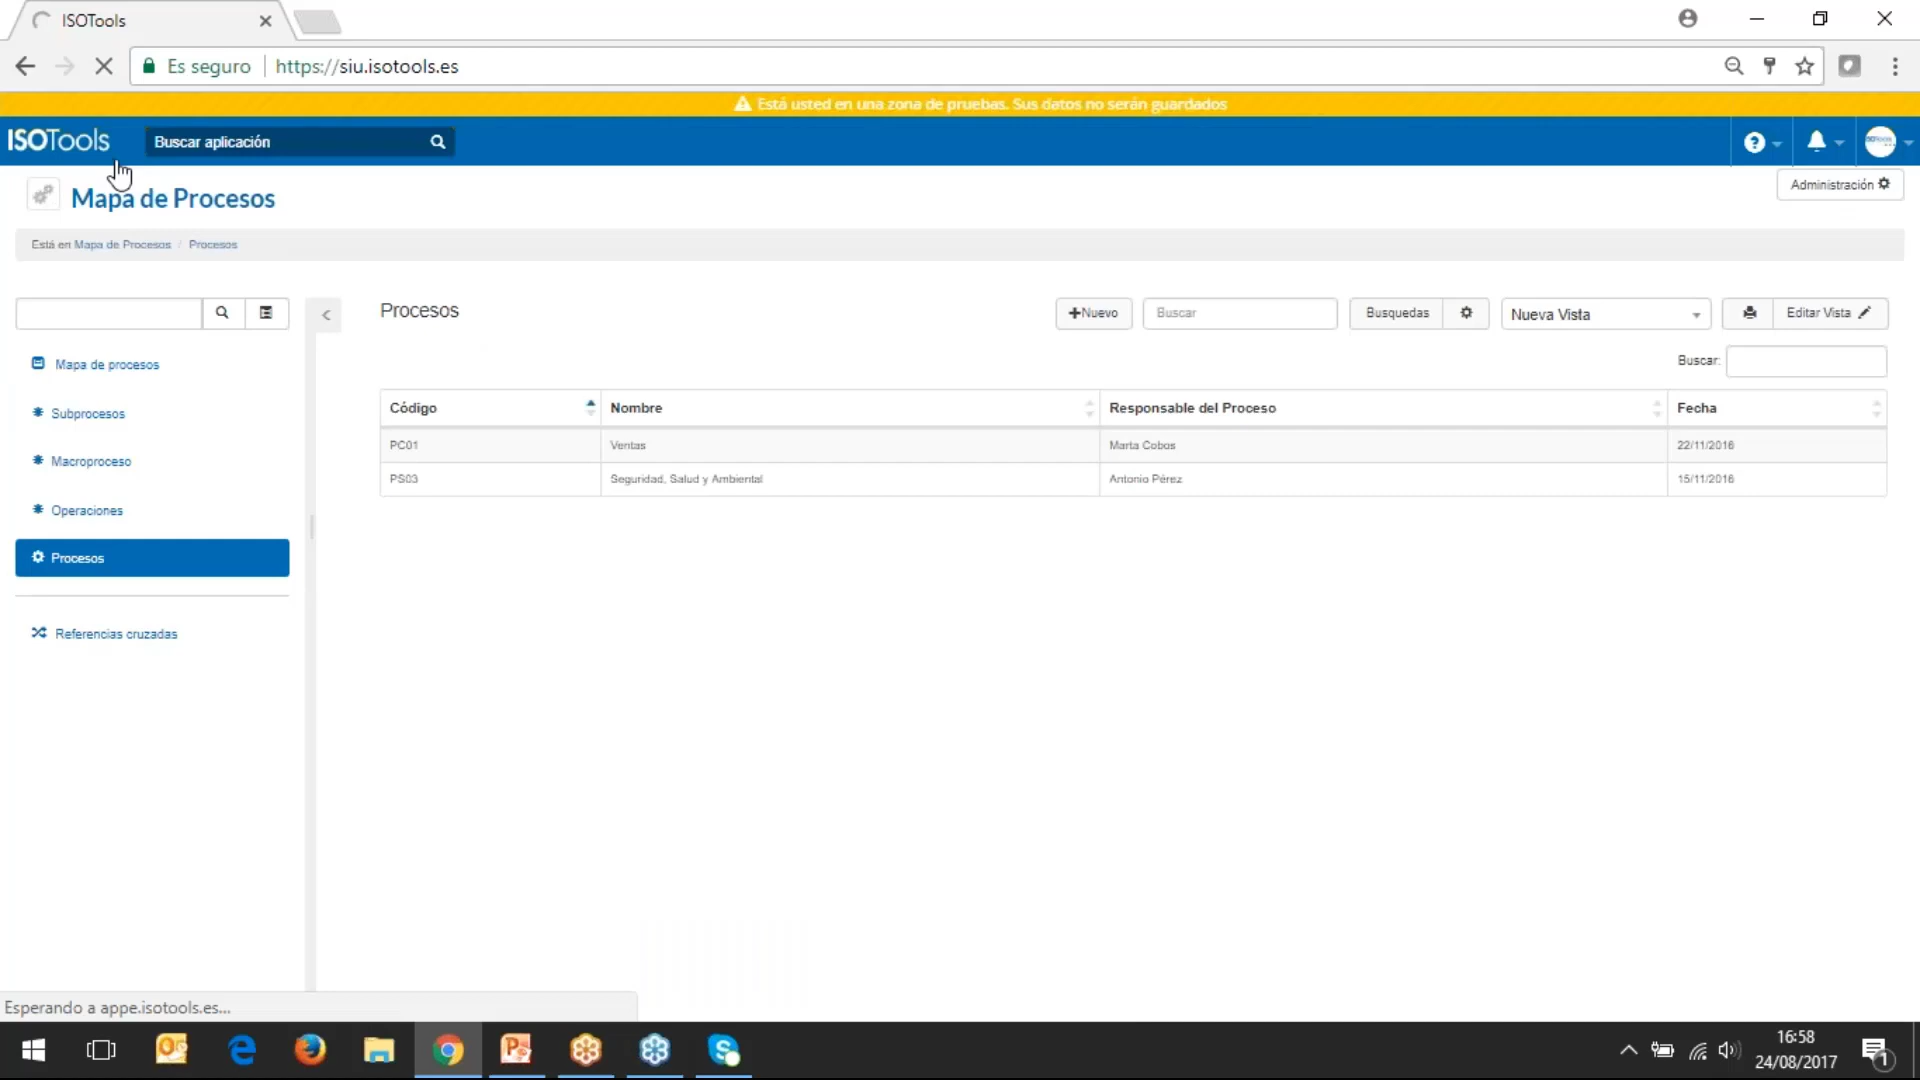 ISOTools
Es seguro https://siu.isotools.es
Está usted en una zona de pruebas. Sus datos no serán guardados
ISOTools Buscar aplicación
Mapa de Procesos
Administración
Está en Mapa de Procesos / Procesos
Procesos
Nuevo Buscar Busquedas Nueva Vista Editar Vista
Buscar:
Mapa de procesos
Subprocesos
Macroproceso
Operaciones
Procesos
Referencias cruzadas
Código Nombre Responsable del Proceso Fecha
PC01 Ventas Marta Cobos 22/11/2016
PS03 Seguridad, Salud y Ambiental Antonio Pérez 15/11/2016
Esperando a appe.isotools.es...
16:58
24/08/2017
1